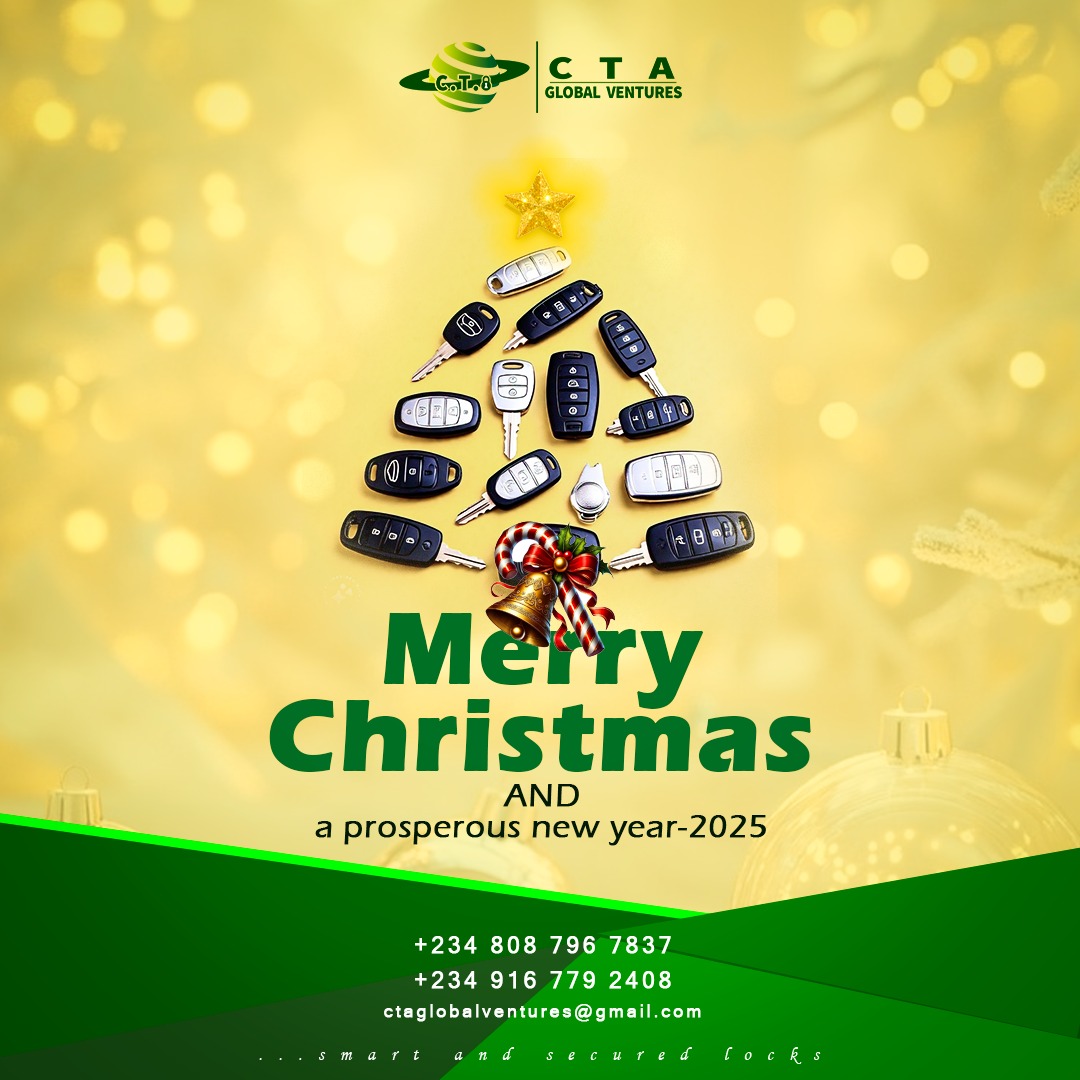 C.T.A
C T A
GLOBAL VENTURES
Merry
Christmas
AND
a prosperous new year-2025
+234 808 796 7837
+234 916 779 2408
ctaglobalventures@gmail.com
...smart and secured locks